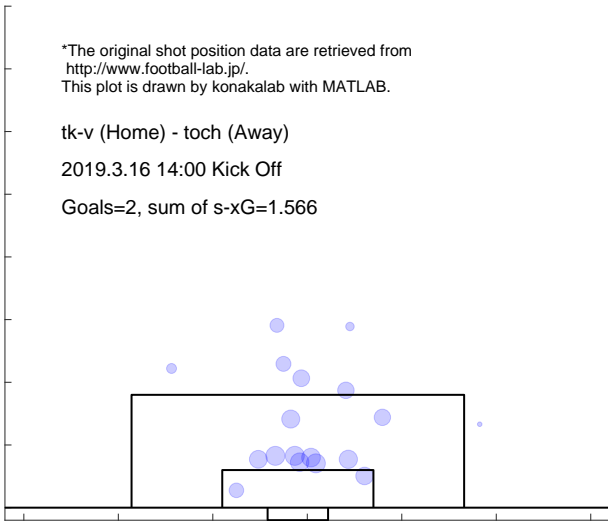 *The original shot position data are retrieved from
http://www.football-lab.jp/.
This plot is drawn by konakalab with MATLAB.
tk-v (Home) - toch (Away)
2019.3.16 14:00 Kick Off
Goals=2, sum of s-xG=1.566